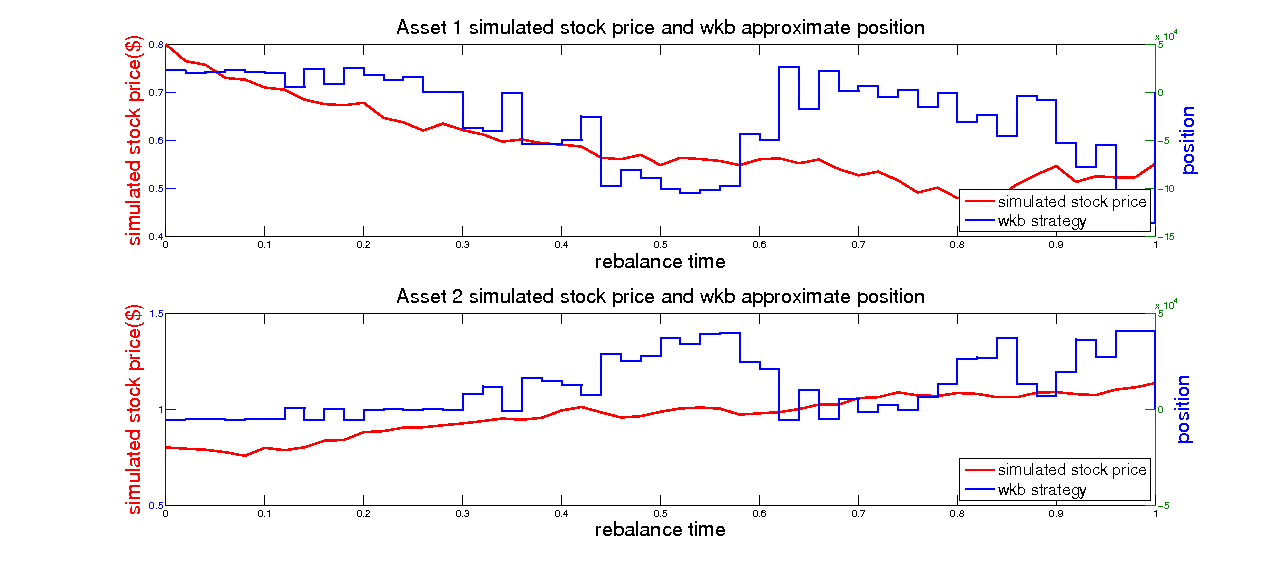 Asset 1 simulated stock price and wkb approximate position
x 10^4
0.8 5
0.7 0
0.6 -5
0.5 -10
0.4 -15
simulated stock price($)
position
simulated stock price
wkb strategy
0 0.1 0.2 0.3 0.4 0.5 0.6 0.7 0.8 0.9 1
rebalance time
Asset 2 simulated stock price and wkb approximate position
x 10^4
1.5 5
1 0
0.5 -5
simulated stock price($)
position
simulated stock price
wkb strategy
0 0.1 0.2 0.3 0.4 0.5 0.6 0.7 0.8 0.9 1
rebalance time